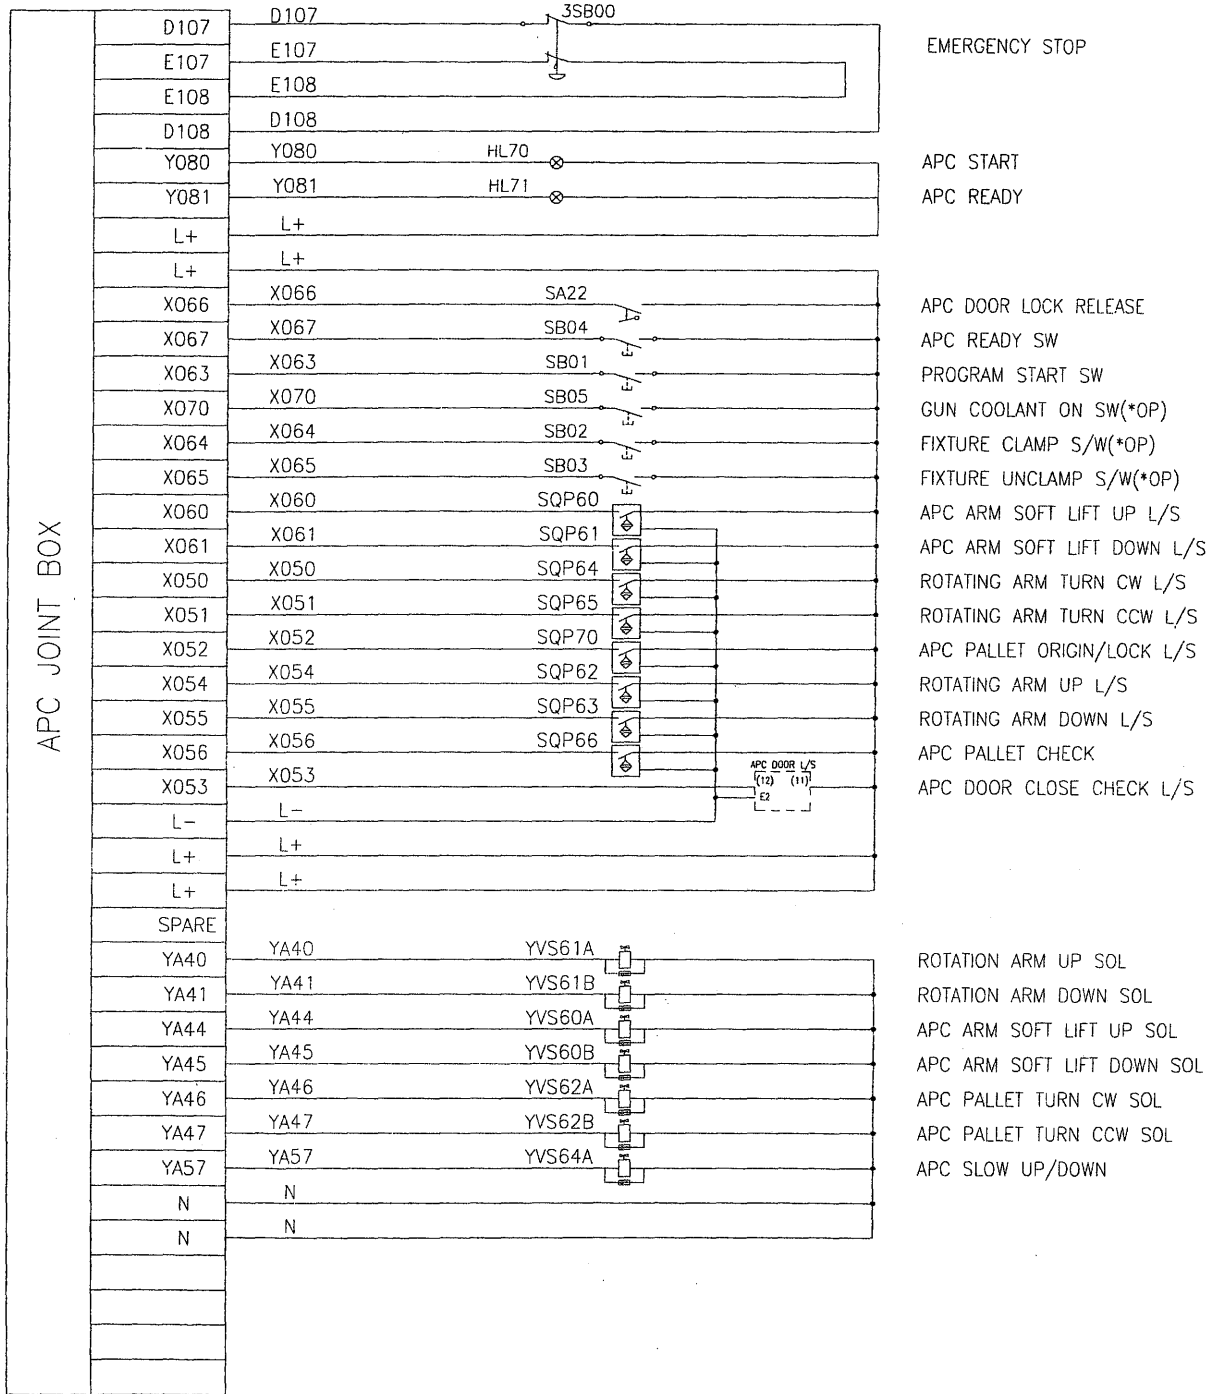 APC JOINT BOX
D107 D107 3SB00 EMERGENCY STOP
E107 E107
E108 E108
D108 D108
Y080 Y080 HL70 APC START
Y081 Y081 HL71 APC READY
L+ L+
L+ L+
X066 X066 SA22 APC DOOR LOCK RELEASE
X067 X067 SB04 APC READY SW
X063 X063 SB01 PROGRAM START SW
X070 X070 SB05 GUN COOLANT ON SW(*OP)
X064 X064 SB02 FIXTURE CLAMP S/W(*OP)
X065 X065 SB03 FIXTURE UNCLAMP S/W(*OP)
X060 X060 SQP60 APC ARM SOFT LIFT UP L/S
X061 X061 SQP61 APC ARM SOFT LIFT DOWN L/S
X050 X050 SQP64 ROTATING ARM TURN CW L/S
X051 X051 SQP65 ROTATING ARM TURN CCW L/S
X052 X052 SQP70 APC PALLET ORIGIN/LOCK L/S
X054 X054 SQP62 ROTATING ARM UP L/S
X055 X055 SQP63 ROTATING ARM DOWN L/S
X056 X056 SQP66 APC PALLET CHECK
APC DOOR L/S
X053 X053 (12) (11) APC DOOR CLOSE CHECK L/S
E2
L- L-
L+ L+
L+ L+
SPARE
YA40 YA40 YVS61A ROTATION ARM UP SOL
YA41 YA41 YVS61B ROTATION ARM DOWN SOL
YA44 YA44 YVS60A APC ARM SOFT LIFT UP SOL
YA45 YA45 YVS60B APC ARM SOFT LIFT DOWN SOL
YA46 YA46 YVS62A APC PALLET TURN CW SOL
YA47 YA47 YVS62B APC PALLET TURN CCW SOL
YA57 YA57 YVS64A APC SLOW UP/DOWN
N N
N N